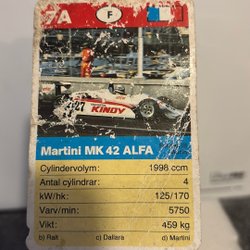 7A F
27 KINDY
Martini MK 42 ALFA
Cylindervolym: 1998 ccm
Antal cylindrar: 4
kW/hk: 125/170
Varv/min: 5750
Vikt: 459 kg
b) Ralt c) Dallara d) Martini